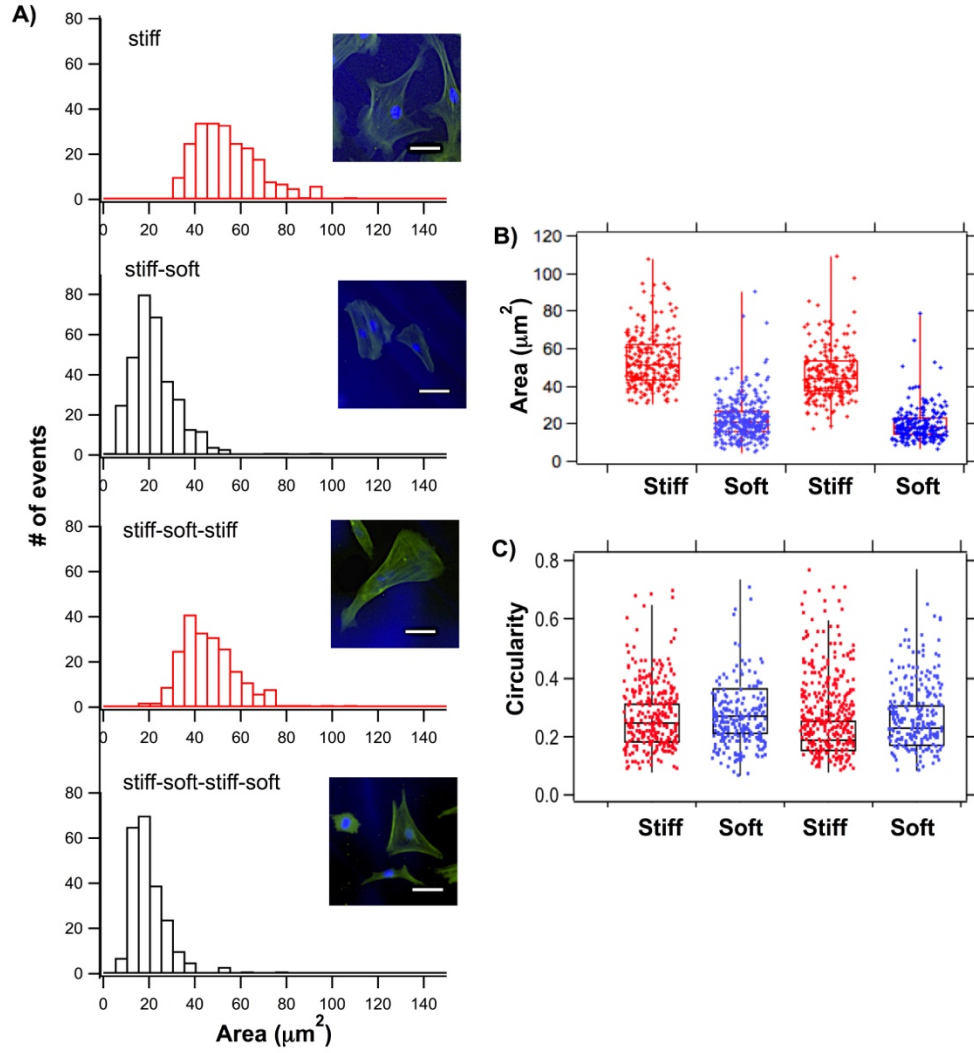 A)
stiff
80
60
40
20
0
0 20 40 60 80 100 120 140
stiff-soft
80
60
40
20
0
0 20 40 60 80 100 120 140
stiff-soft-stiff
80
60
40
20
0
0 20 40 60 80 100 120 140
stiff-soft-stiff-soft
80
60
40
20
0
0 20 40 60 80 100 120 140
# of events
Area (μm²)
B)
120
100
80
60
40
20
0
Area (μm²)
Stiff Soft Stiff Soft
C)
0.8
0.6
0.4
0.2
0.0
Circularity
Stiff Soft Stiff Soft